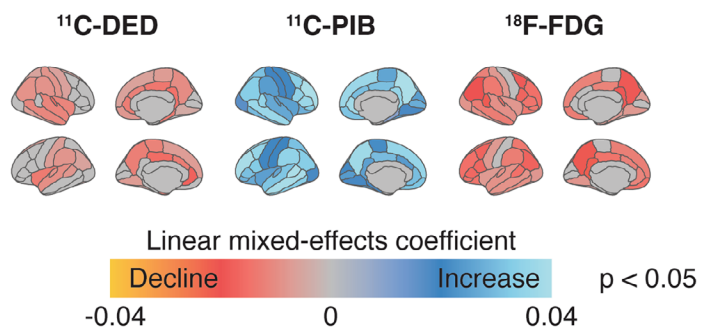 ¹¹C-DED ¹¹C-PIB ¹⁸F-FDG
Linear mixed-effects coefficient
Decline Increase p < 0.05
-0.04 0 0.04